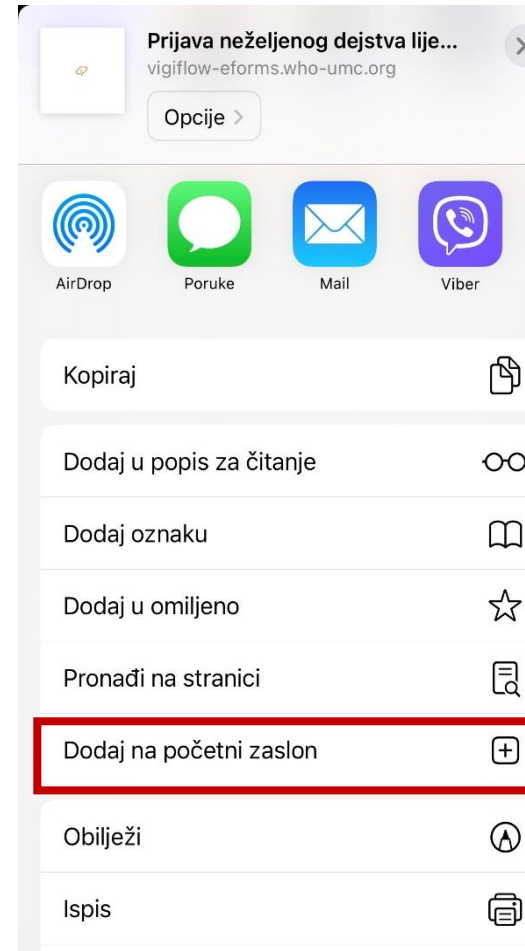 Prijava neželjenog dejstva lije...
vigiflow-eforms.who-umc.org
Opcije
AirDrop Poruke Mail Viber
Kopiraj
Dodaj u popis za čitanje
Dodaj oznaku
Dodaj u omiljeno
Pronađi na stranici
Dodaj na početni zaslon
Obilježi
Ispis